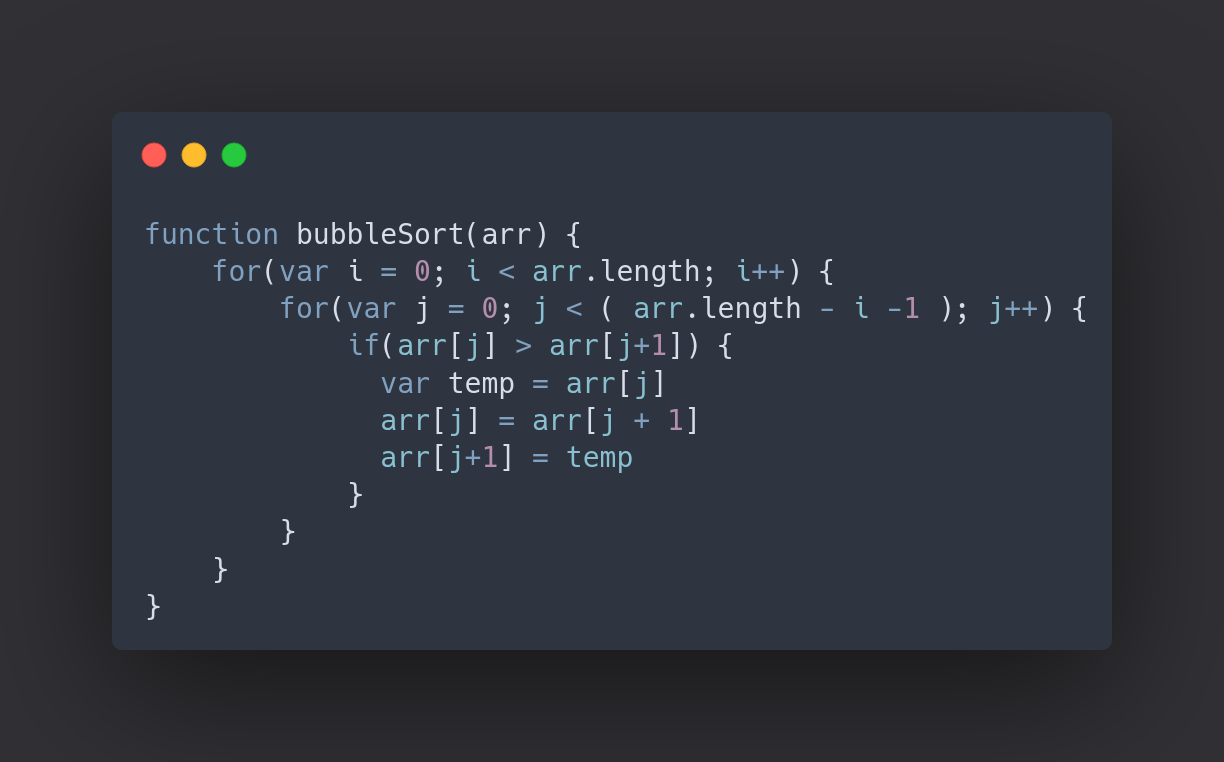 function bubbleSort(arr) {
    for(var i = 0; i < arr.length; i++) {
        for(var j = 0; j < ( arr.length - i -1 ); j++) {
            if(arr[j] > arr[j+1]) {
              var temp = arr[j]
              arr[j] = arr[j + 1]
              arr[j+1] = temp
            }
        }
    }
}